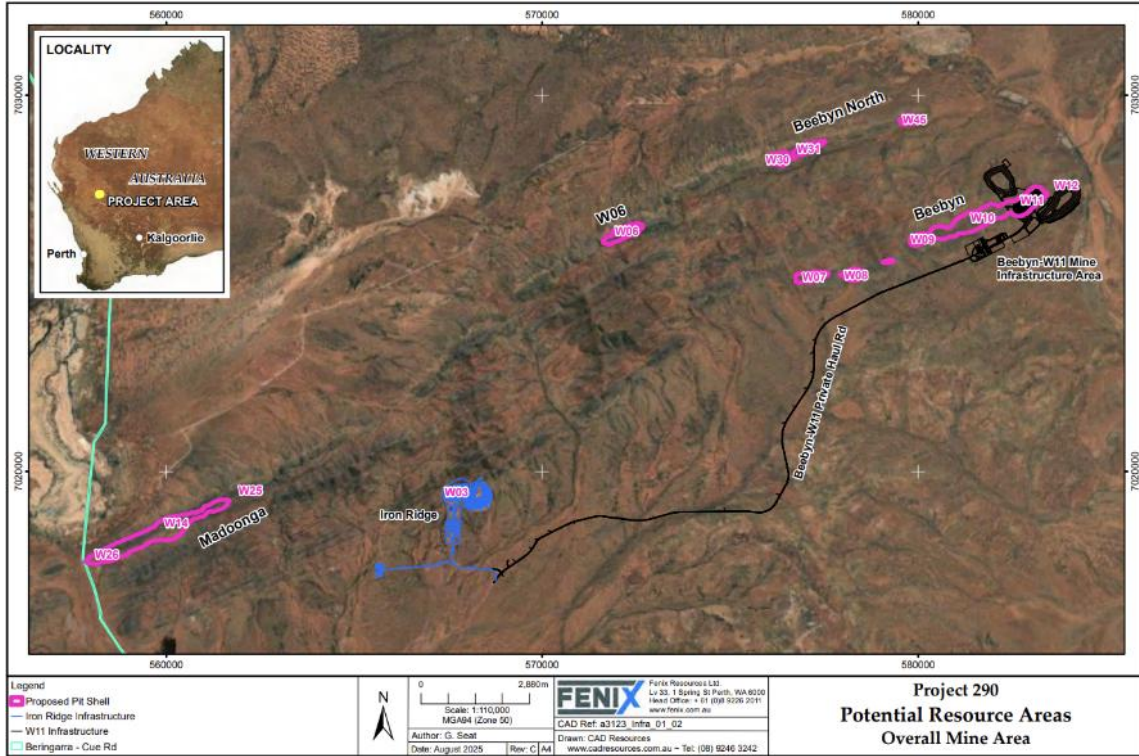 560000
570000
580000
LOCALITY
WESTERN
AUSTRALIA
PROJECT AREA
Kalgoorlie
Perth
7030000
7030000
Beebyn North
W45
W31
W30
W06
W06
Beebyn
W12
W11
W10
W09
Beebyn-W11 Mine
Infrastructure Area
W07
W08
Beebyn-W11 Private Haul Rd
7020000
7020000
W25
W14
W26
Madoonga
W03
Iron Ridge
560000
570000
580000
Legend
Proposed Pit Shell
Iron Ridge Infrastructure
W11 Infrastructure
Beringarra - Cue Rd
N
0 2,880m
Scale: 1:110,000
MGA94 (Zone 50)
Author: G. Seat
Date: August 2025 Rev: C A4
FENIX
Fenix Resources Ltd.
Lv 33, 1 Spring St Perth, WA 6000
Head Office: + 61 (0)8 9226 2011
www.fenix.com.au
CAD Ref: a3123_Infra_01_02
Drawn: CAD Resources
www.cadresources.com.au ~ Tel: (08) 9246 3242
Project 290
Potential Resource Areas
Overall Mine Area